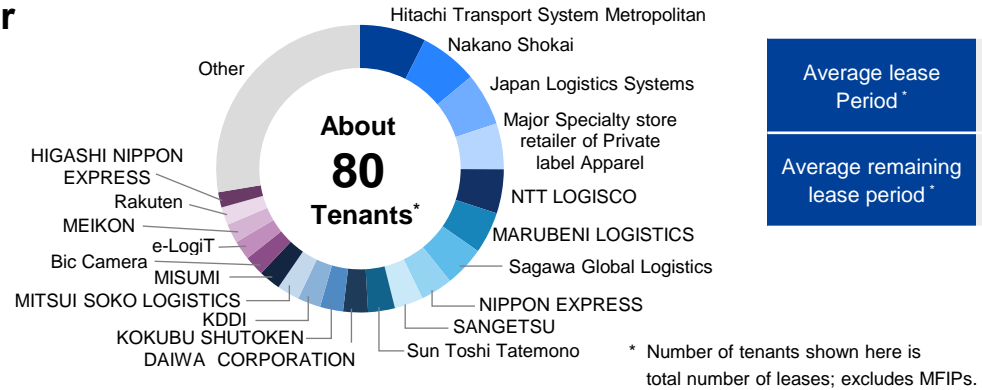 r
Hitachi Transport System Metropolitan
Nakano Shokai
Japan Logistics Systems
Major Specialty store
retailer of Private
label Apparel
NTT LOGISCO
MARUBENI LOGISTICS
Sagawa Global Logistics
NIPPON EXPRESS
SANGETSU
Sun Toshi Tatemono
DAIWA CORPORATION
KOKUBU SHUTOKEN
KDDI
MITSUI SOKO LOGISTICS
MISUMI
Bic Camera
e-LogiT
MEIKON
Rakuten
HIGASHI NIPPON
EXPRESS
Other
About
80
Tenants*
Average lease
Period *
Average remaining
lease period *
* Number of tenants shown here is
total number of leases; excludes MFIPs.